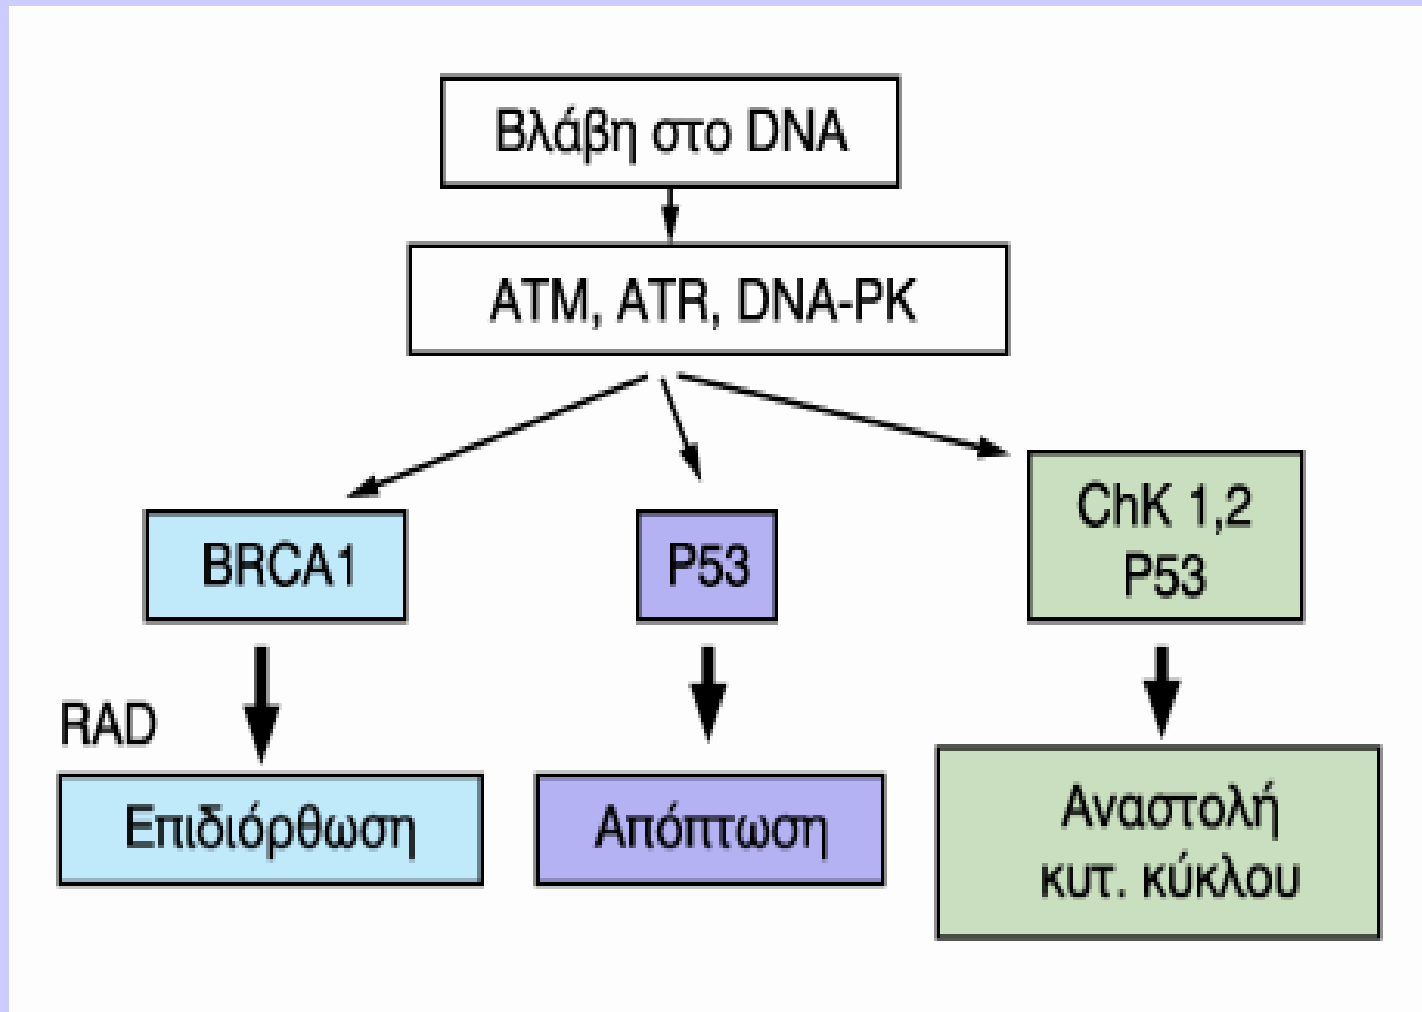 Βλάβη στο DNA
ATM, ATR, DNA-PK
BRCA1
P53
ChK 1,2
P53
RAD
Επιδιόρθωση
Απόπτωση
Αναστολή
κυτ. κύκλου